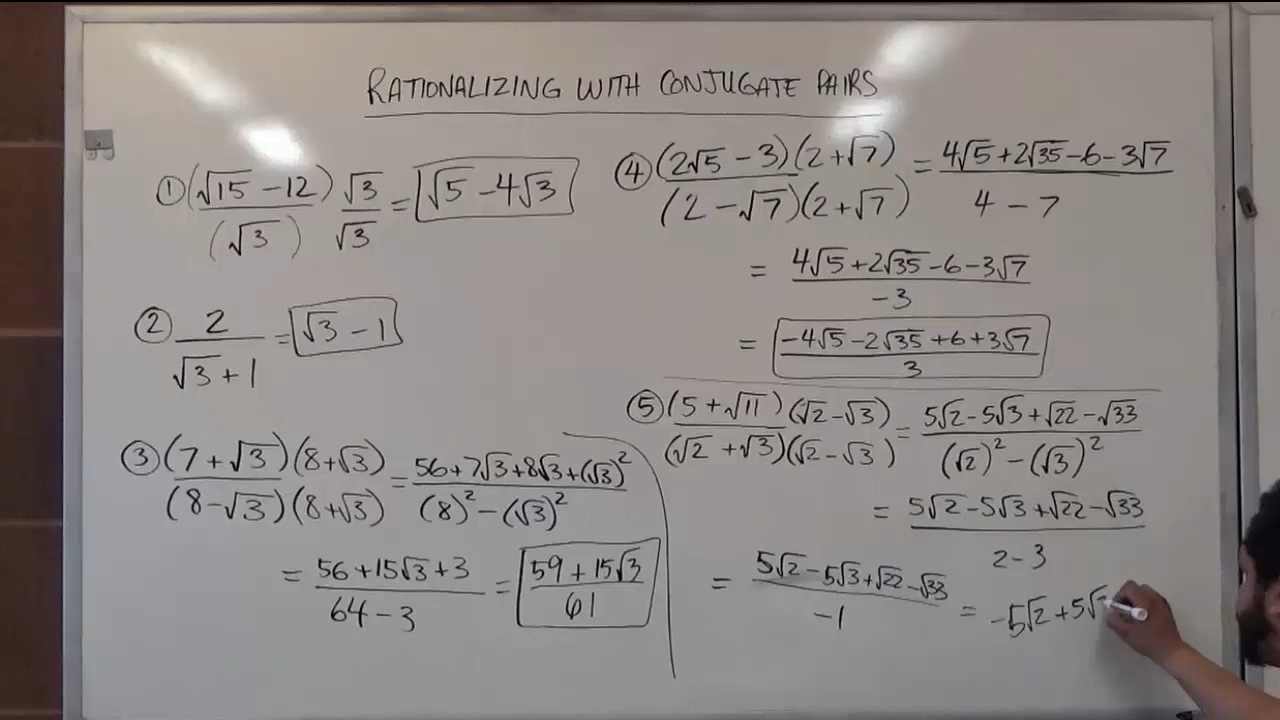 RATIONALIZING WITH CONJUGATE PAIRS
① (√15 - 12) √3 / (√3) √3 = √5 - 4√3
② 2 / √3 + 1 = √3 - 1
③ (7 + √3)(8 + √3) / (8 - √3)(8 + √3) = 56 + 7√3 + 8√3 + (√3)² / (8)² - (√3)²
= 56 + 15√3 + 3 / 64 - 3 = 59 + 15√3 / 61
④ (2√5 - 3)(2 + √7) / (2 - √7)(2 + √7) = 4√5 + 2√35 - 6 - 3√7 / 4 - 7
= 4√5 + 2√35 - 6 - 3√7 / -3
= -4√5 - 2√35 + 6 + 3√7 / 3
⑤ (5 + √11)(√2 - √3) / (√2 + √3)(√2 - √3) = 5√2 - 5√3 + √22 - √33 / (√2)² - (√3)²
= 5√2 - 5√3 + √22 - √33 / 2 - 3
= 5√2 - 5√3 + √22 - √33 / -1 = -5√2 + 5√